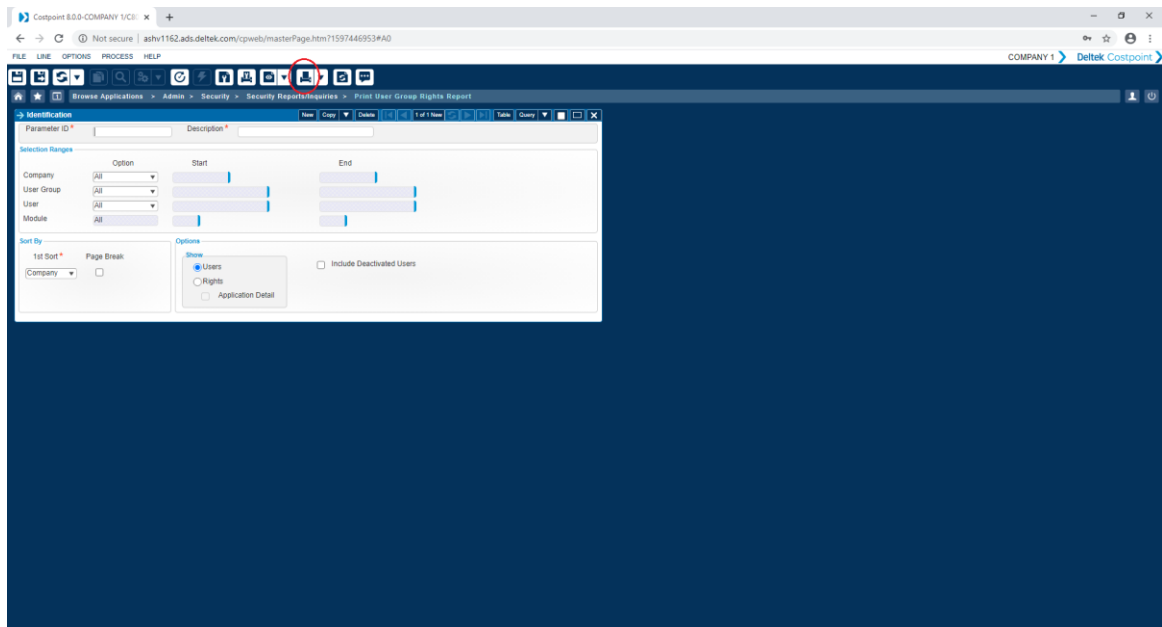 Costpoint 8.0.0-COMPANY 1/C80
Not secure | ashv1162.ads.deltek.com/cpweb/masterPage.htm?1597446953#A0
FILE LINE OPTIONS PROCESS HELP COMPANY 1 Deltek Costpoint
Browse Applications > Admin > Security > Security Reports/Inquiries > Print User Group Rights Report
Identification New Copy Delete 1 of 1 New Table Query
Parameter ID * Description *
Selection Ranges
Option Start End
Company All
User Group All
User All
Module All
Sort By Options
1st Sort * Page Break Show
Company Users Include Deactivated Users
Rights
Application Detail